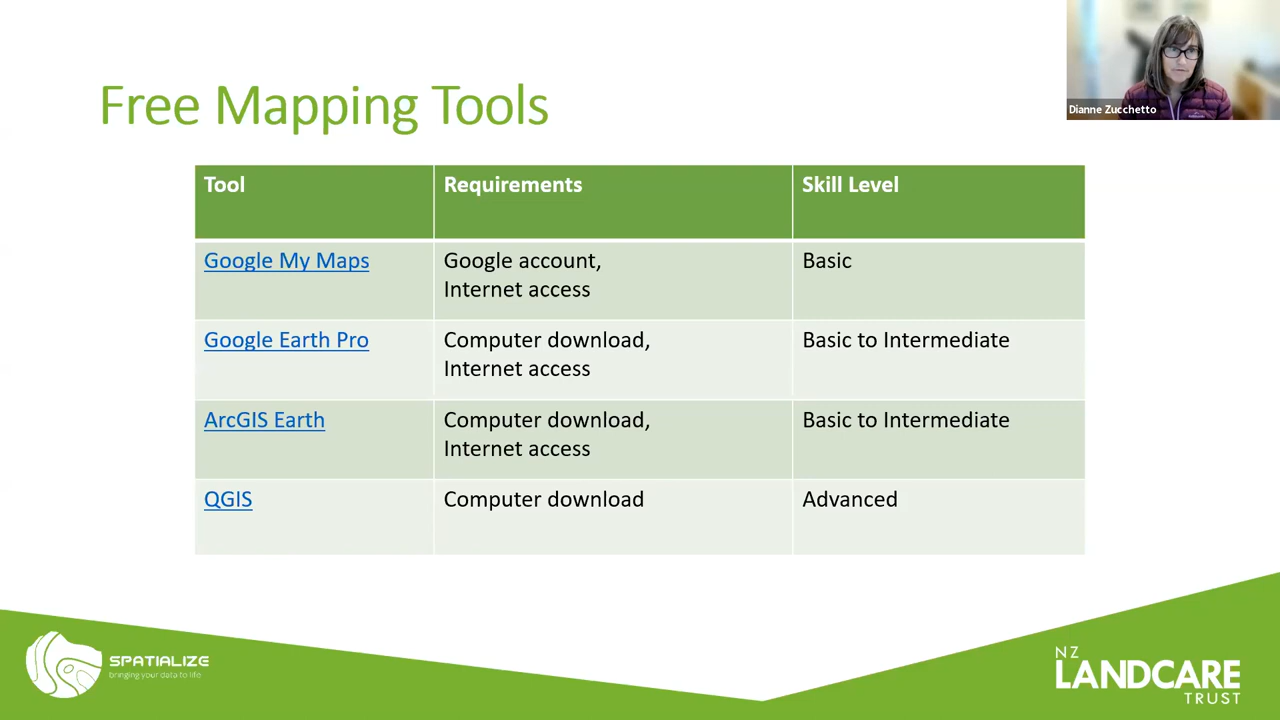 Dianne Zucchetto
Free Mapping Tools
Tool Requirements Skill Level
Google My Maps Google account, Basic
Internet access
Google Earth Pro Computer download, Basic to Intermediate
Internet access
ArcGIS Earth Computer download, Basic to Intermediate
Internet access
QGIS Computer download Advanced
SPATIALIZE
bringing your data to life
NZ
LANDCARE
TRUST